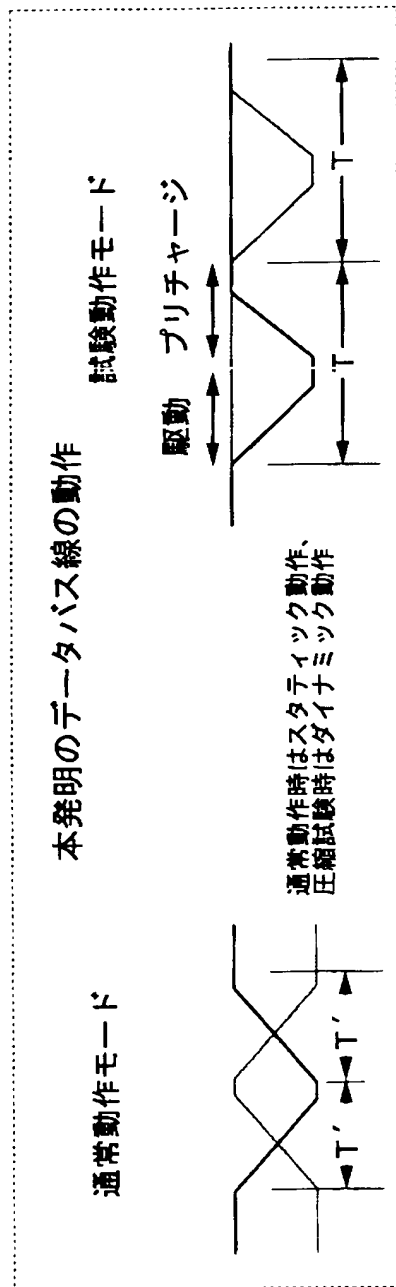 本発明のデータバス線の動作
通常動作モード
T′
T′
通常動作時はスタティック動作、
圧縮試験時はダイナミック動作
試験動作モード
駆動
プリチャージ
T
T